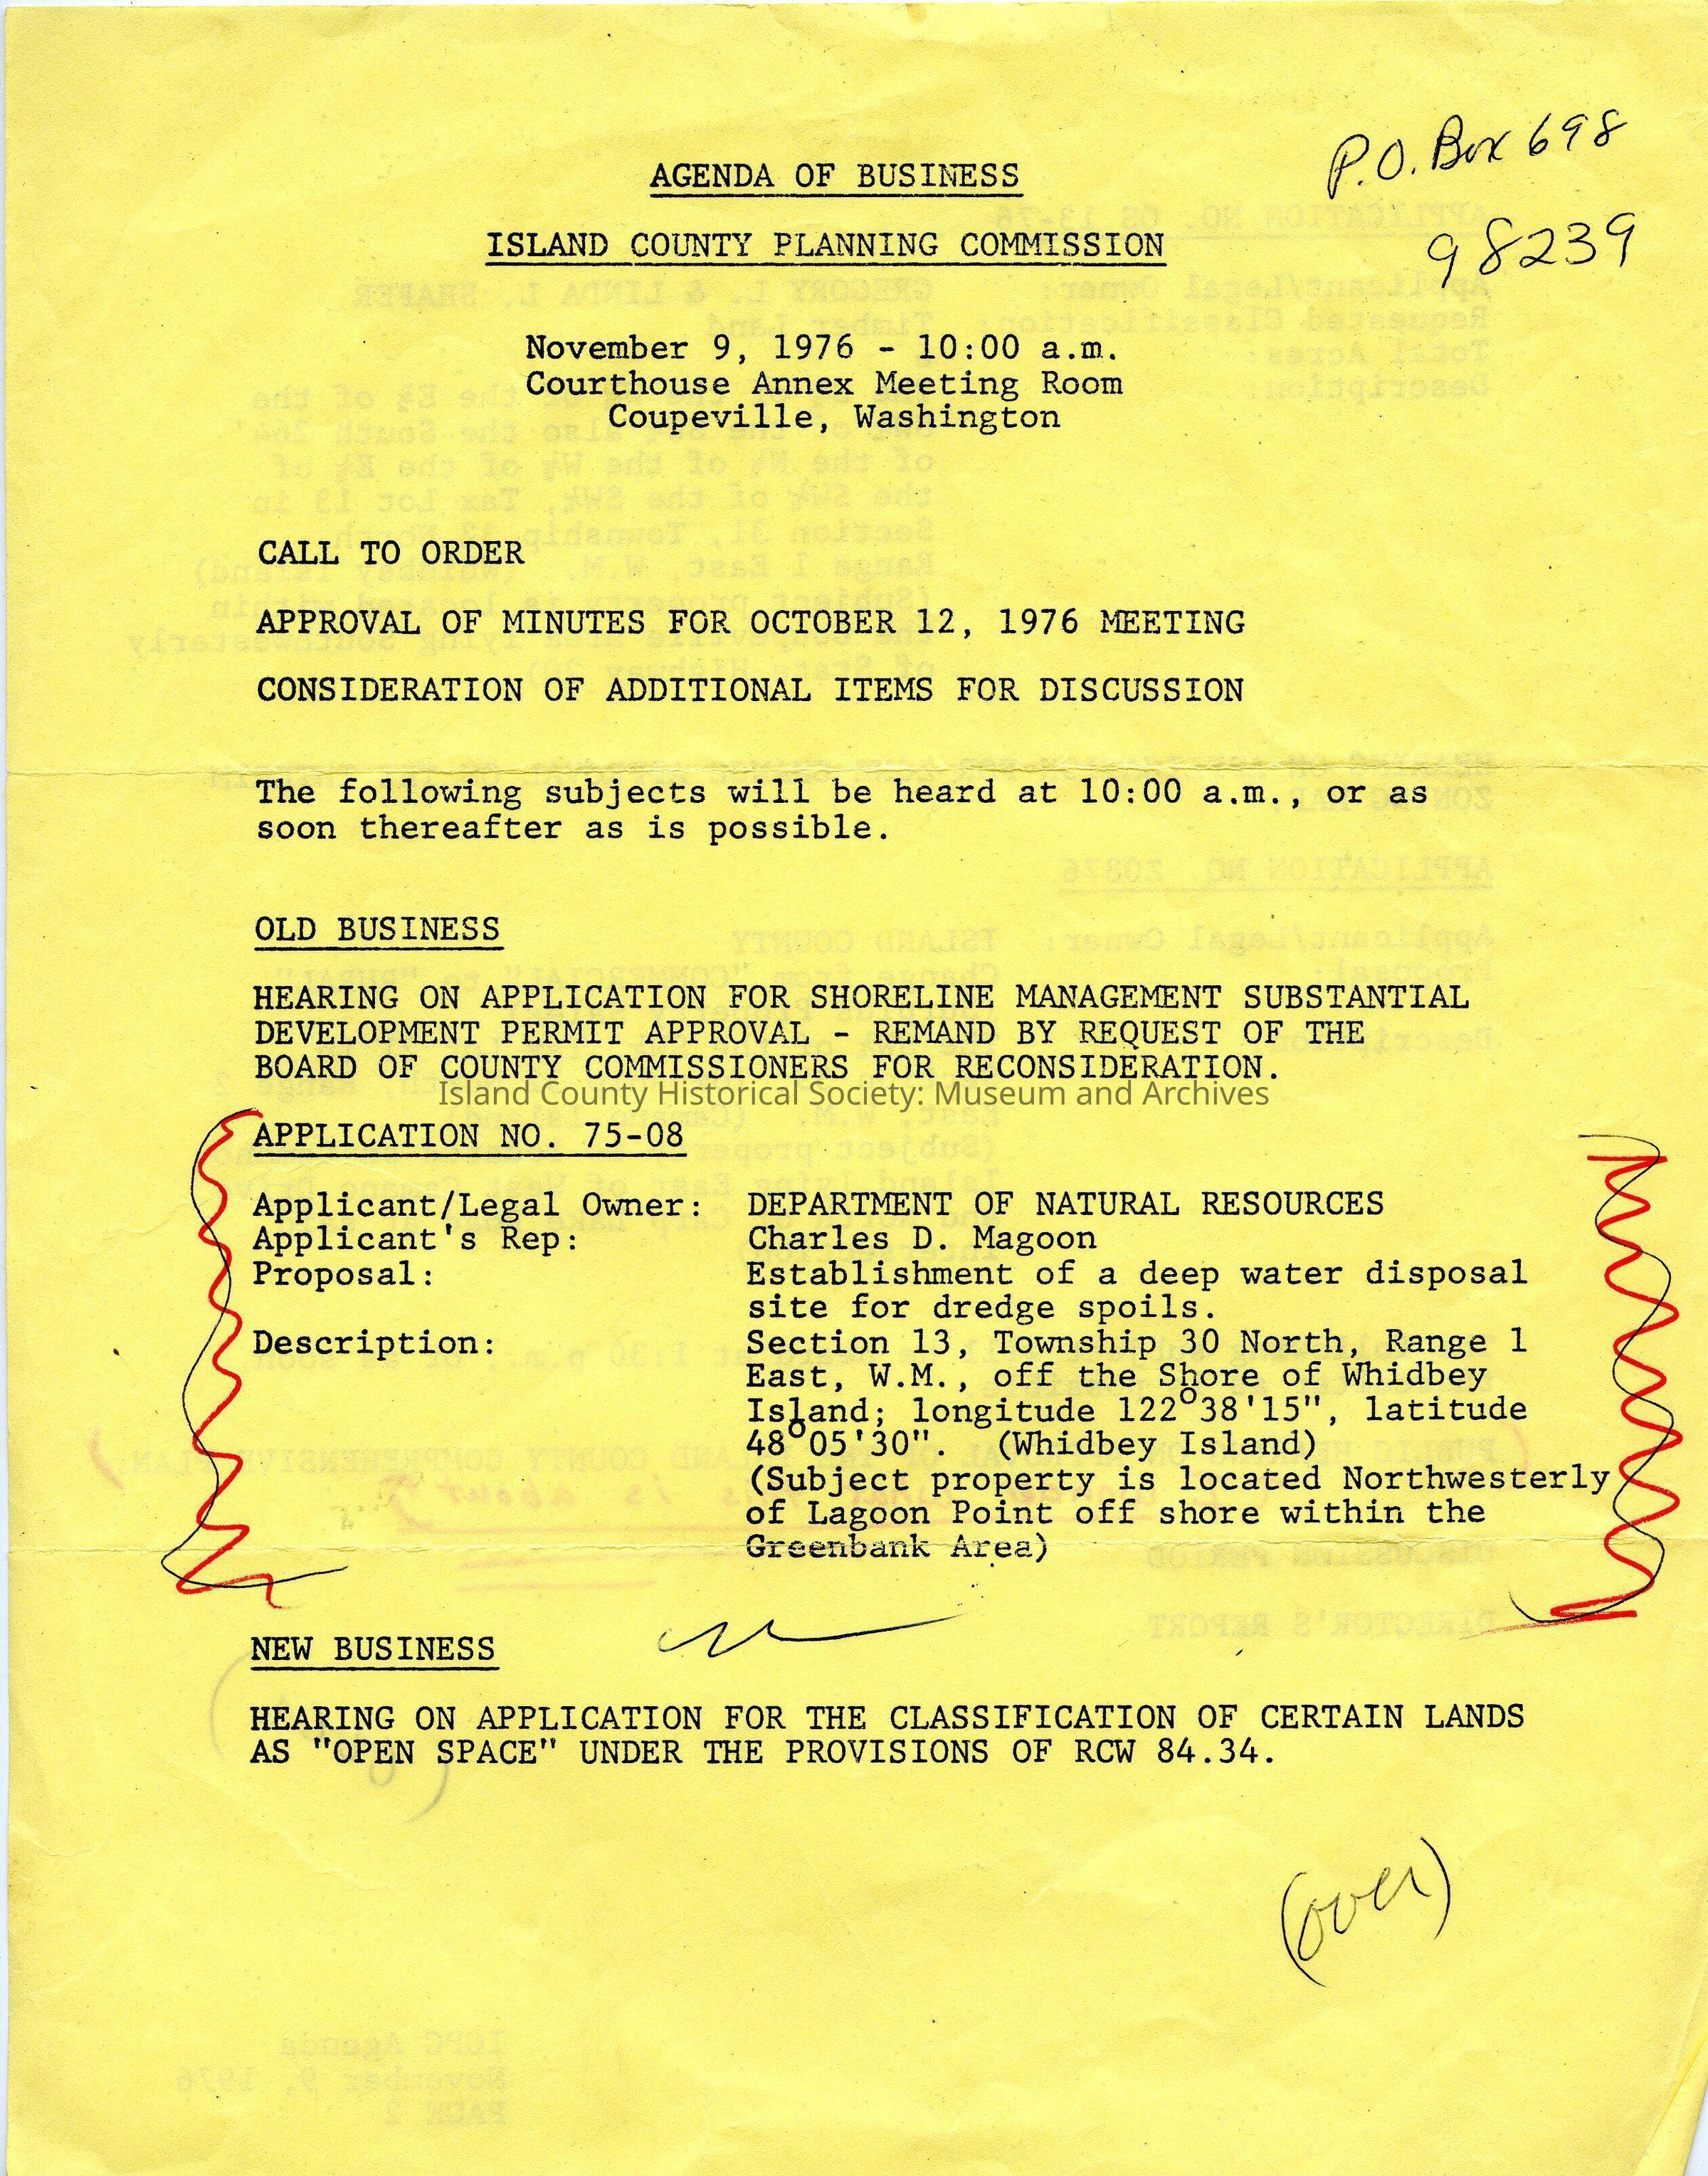 P.O. Box 698
98239
AGENDA OF BUSINESS
ISLAND COUNTY PLANNING COMMISSION
November 9, 1976 - 10:00 a.m.
Courthouse Annex Meeting Room
Coupeville, Washington
CALL TO ORDER
APPROVAL OF MINUTES FOR OCTOBER 12, 1976 MEETING
CONSIDERATION OF ADDITIONAL ITEMS FOR DISCUSSION
The following subjects will be heard at 10:00 a.m., or as
soon thereafter as is possible.
OLD BUSINESS
HEARING ON APPLICATION FOR SHORELINE MANAGEMENT SUBSTANTIAL
DEVELOPMENT PERMIT APPROVAL - REMAND BY REQUEST OF THE
BOARD OF COUNTY COMMISSIONERS FOR RECONSIDERATION.
Island County Historical Society: Museum and Archives
APPLICATION NO. 75-08
Applicant/Legal Owner: DEPARTMENT OF NATURAL RESOURCES
Applicant's Rep: Charles D. Magoon
Proposal: Establishment of a deep water disposal
site for dredge spoils.
Description: Section 13, Township 30 North, Range 1
East, W.M., off the Shore of Whidbey
Island; longitude 122°38'15", latitude
48°05'30". (Whidbey Island)
(Subject property is located Northwesterly
of Lagoon Point off shore within the
Greenbank Area)
NEW BUSINESS
HEARING ON APPLICATION FOR THE CLASSIFICATION OF CERTAIN LANDS
AS "OPEN SPACE" UNDER THE PROVISIONS OF RCW 84.34.
(over)